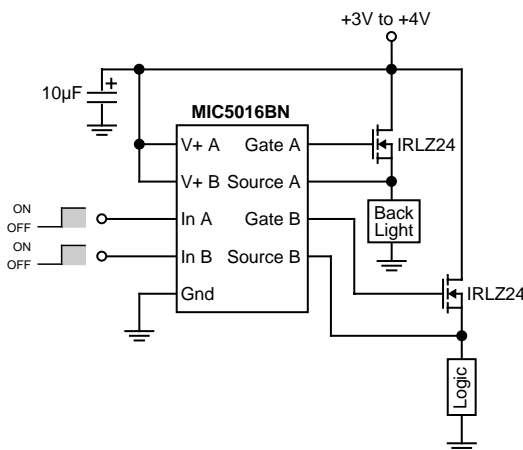 +3V to +4V
10µF
+
MIC5016BN
V+ A Gate A
IRLZ24
V+ B Source A
ON
OFF
In A Gate B
Back
Light
ON
OFF
In B Source B
Gnd
IRLZ24
Logic